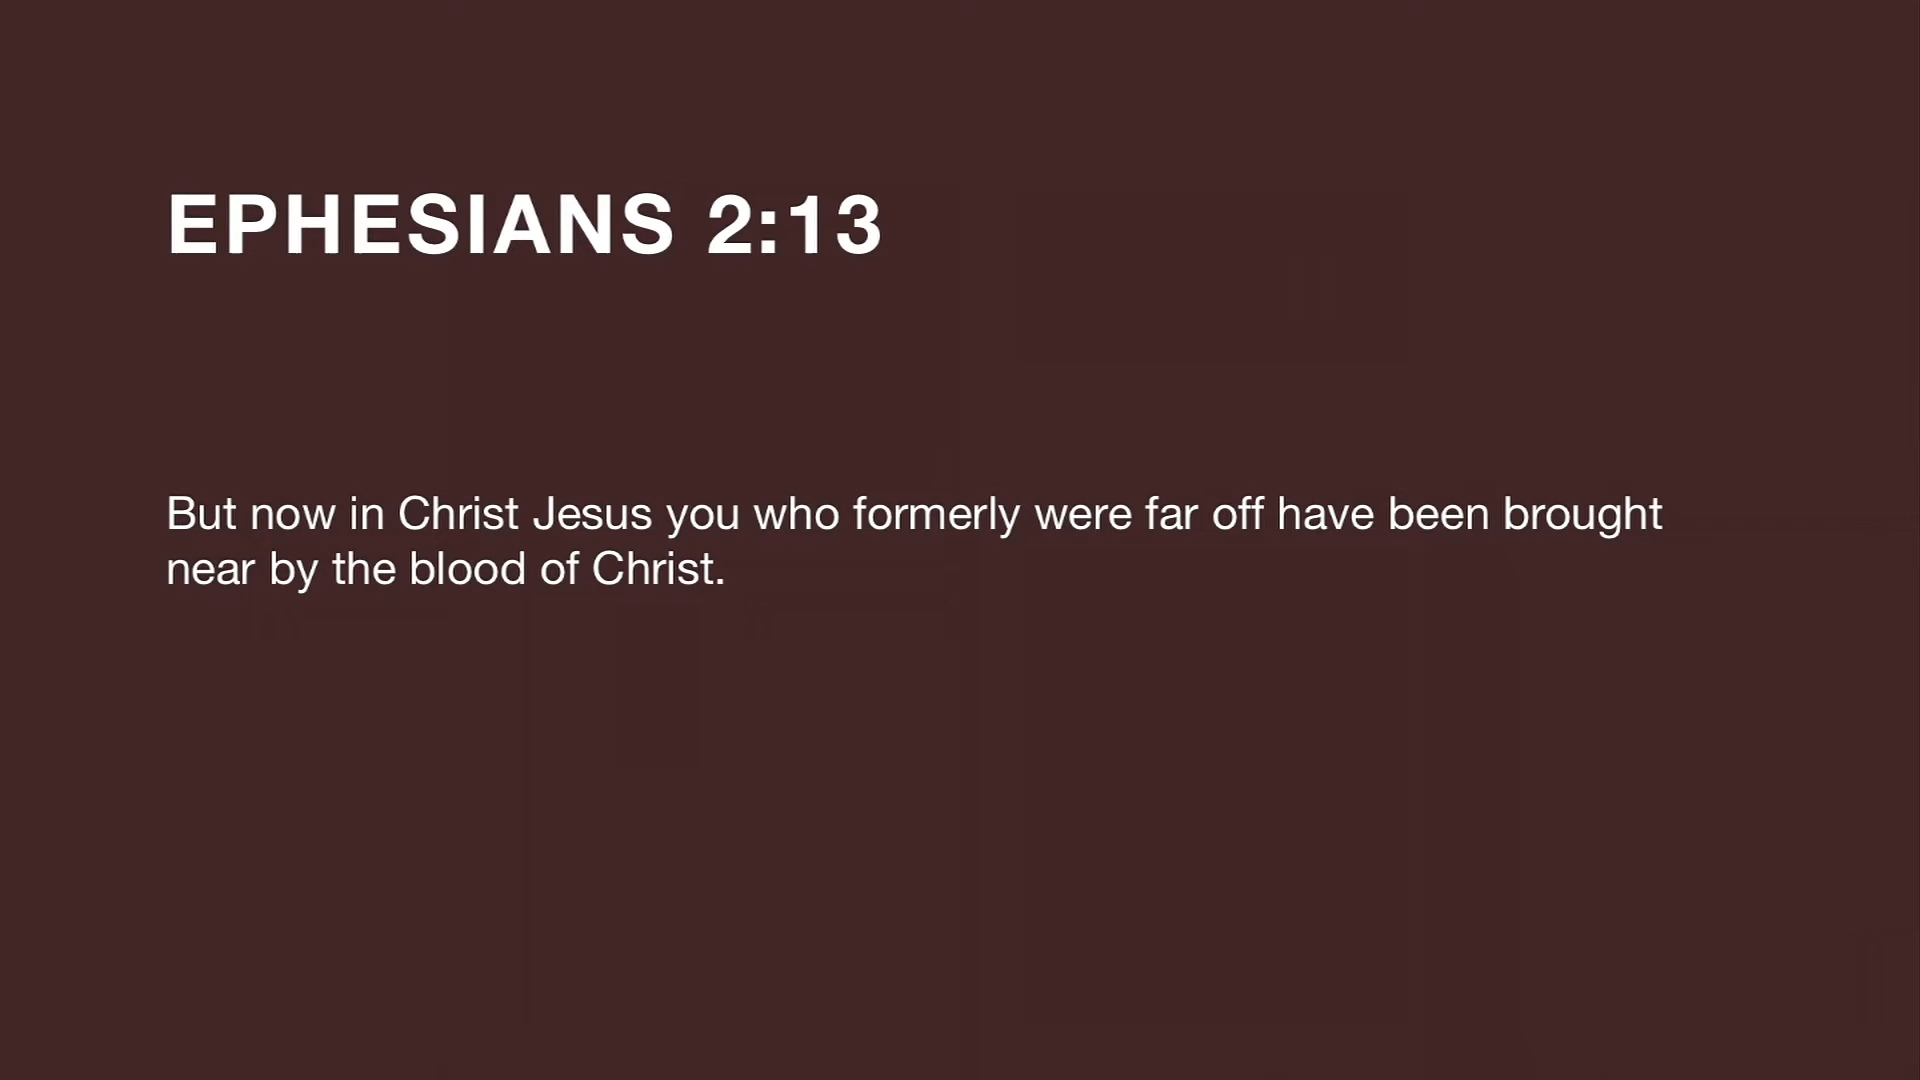 EPHESIANS 2:13
But now in Christ Jesus you who formerly were far off have been brought
near by the blood of Christ.